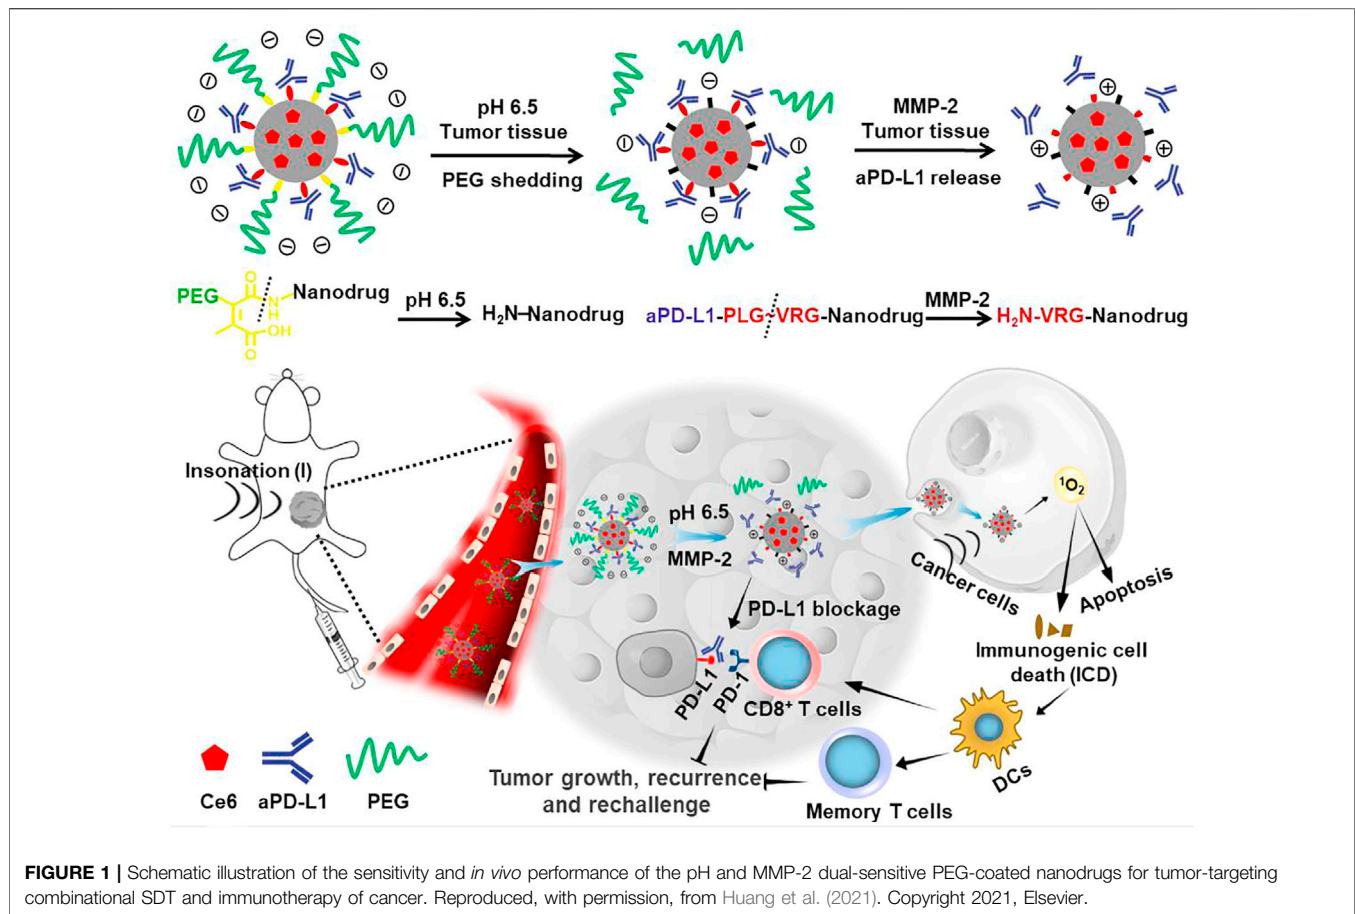 pH 6.5
Tumor tissue
PEG shedding
MMP-2
Tumor tissue
aPD-L1 release
PEG
O
N
H
OH
O
Nanodrug
pH 6.5
H₂N–Nanodrug
aPD-L1-PLG-VRG-Nanodrug
MMP-2
H₂N-VRG-Nanodrug
Insonation (I)
pH 6.5
MMP-2
¹O₂
Cancer cells
Apoptosis
PD-L1 blockage
Immunogenic cell
death (ICD)
PD-L1
PD-1
CD8⁺ T cells
DCs
Memory T cells
Tumor growth, recurrence
and rechallenge
Ce6
aPD-L1
PEG
FIGURE 1 | Schematic illustration of the sensitivity and in vivo performance of the pH and MMP-2 dual-sensitive PEG-coated nanodrugs for tumor-targeting
combinational SDT and immunotherapy of cancer. Reproduced, with permission, from Huang et al. (2021). Copyright 2021, Elsevier.